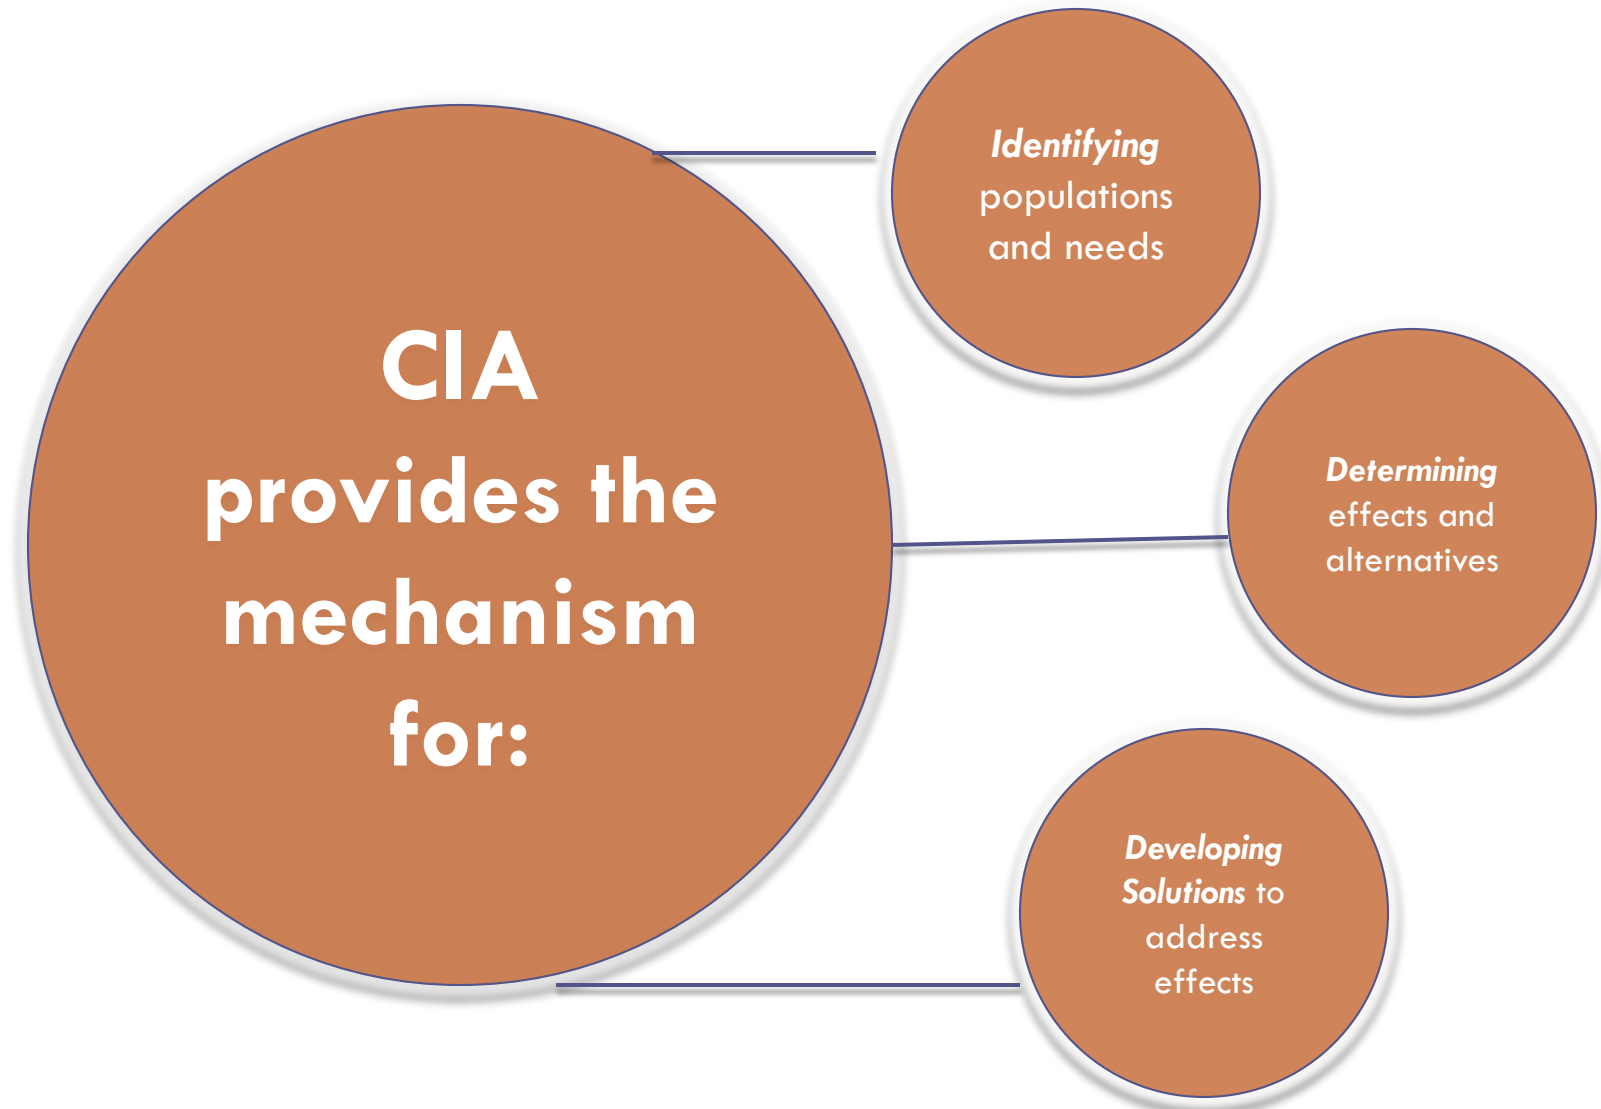 CIA
provides the
mechanism
for:
Identifying
populations
and needs
Determining
effects and
alternatives
Developing
Solutions to
address
effects